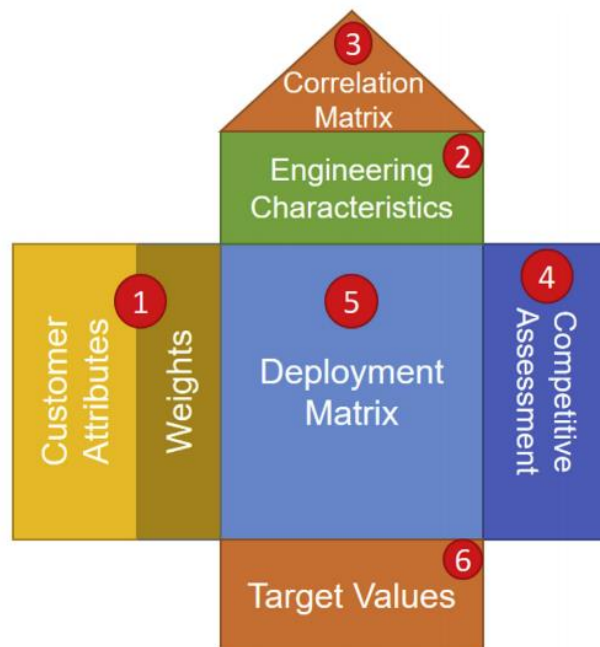 3
Correlation
Matrix
2
Engineering
Characteristics
1
Customer
Attributes
Weights
5
Deployment
Matrix
4
Competitive
Assessment
6
Target Values